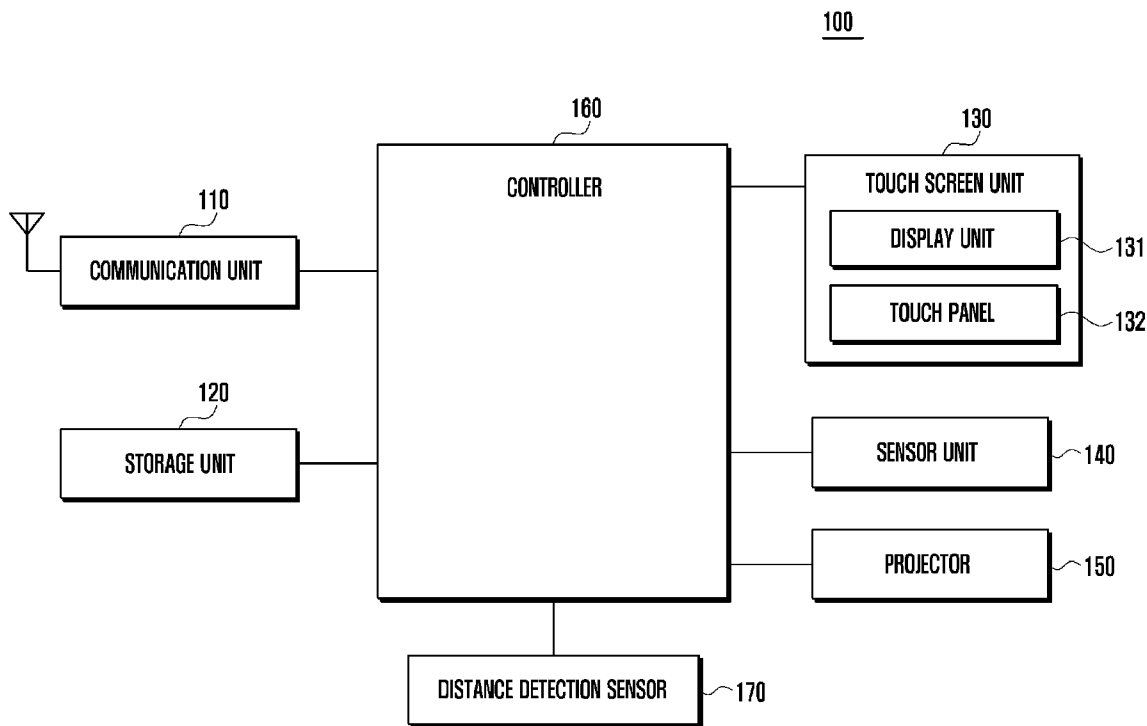 100
160
CONTROLLER
130
TOUCH SCREEN UNIT
DISPLAY UNIT
131
TOUCH PANEL
132
110
COMMUNICATION UNIT
120
STORAGE UNIT
SENSOR UNIT
140
PROJECTOR
150
DISTANCE DETECTION SENSOR
170